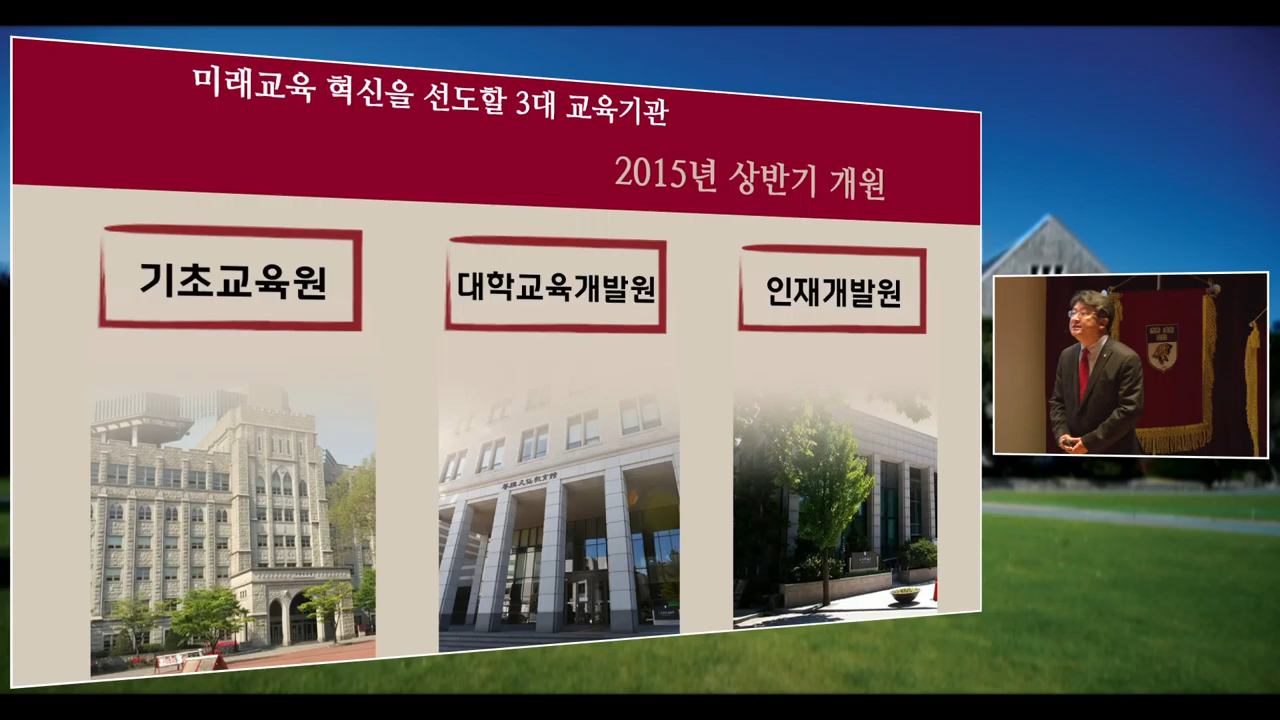 미래교육 혁신을 선도할 3대 교육기관
2015년 상반기 개원
기초교육원
대학교육개발원
인재개발원